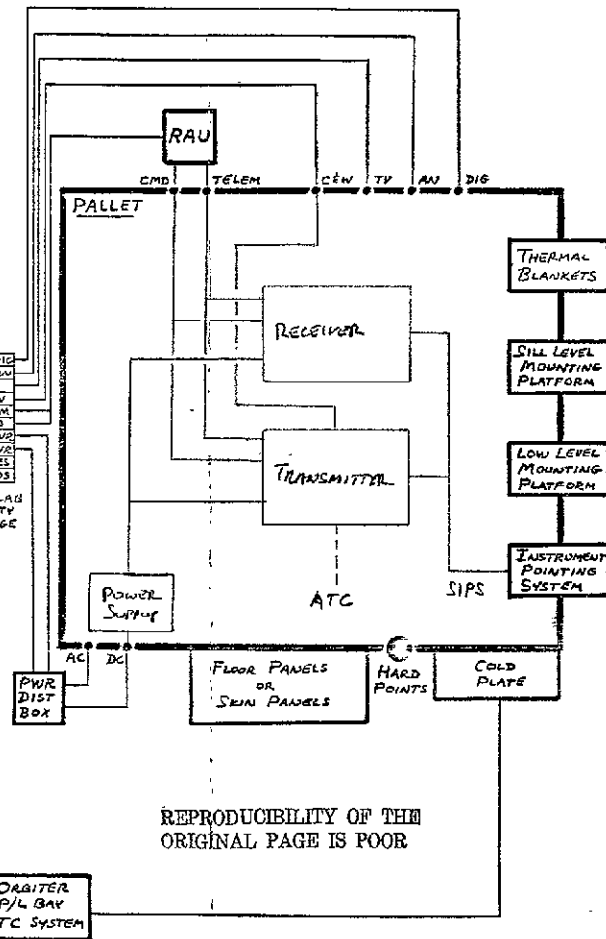 RAU
CMD TELEM C&W TV AN DIG
PALLET
THERMAL
BLANKETS
RECEIVER
SILL LEVEL
MOUNTING
PLATFORM
LOW LEVEL
MOUNTING
PLATFORM
TRANSMITTER
INSTRUMENT
POINTING
SYSTEM
ATC
SIPS
POWER
SUPPLY
AC DC
PWR
DIST
BOX
FLOOR PANELS
OR
SKIN PANELS
HARD
POINTS
COLD
PLATE
REPRODUCIBILITY OF THE
ORIGINAL PAGE IS POOR
ORBITER
P/L BAY
TC SYSTEM